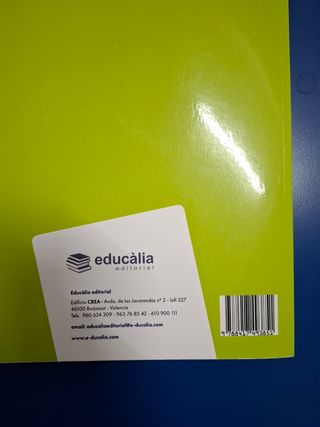 educàlia
editorial
Educàlia editorial
Edificio CREA - Avda. de las Jacarandas nº 2 - loft 327
46100 Burjassot - Valencia
Tels. 960 624 309 - 963 76 85 42 - 610 900 111
email: educaliaeditorial@e-ducalia.com
www.e-ducalia.com